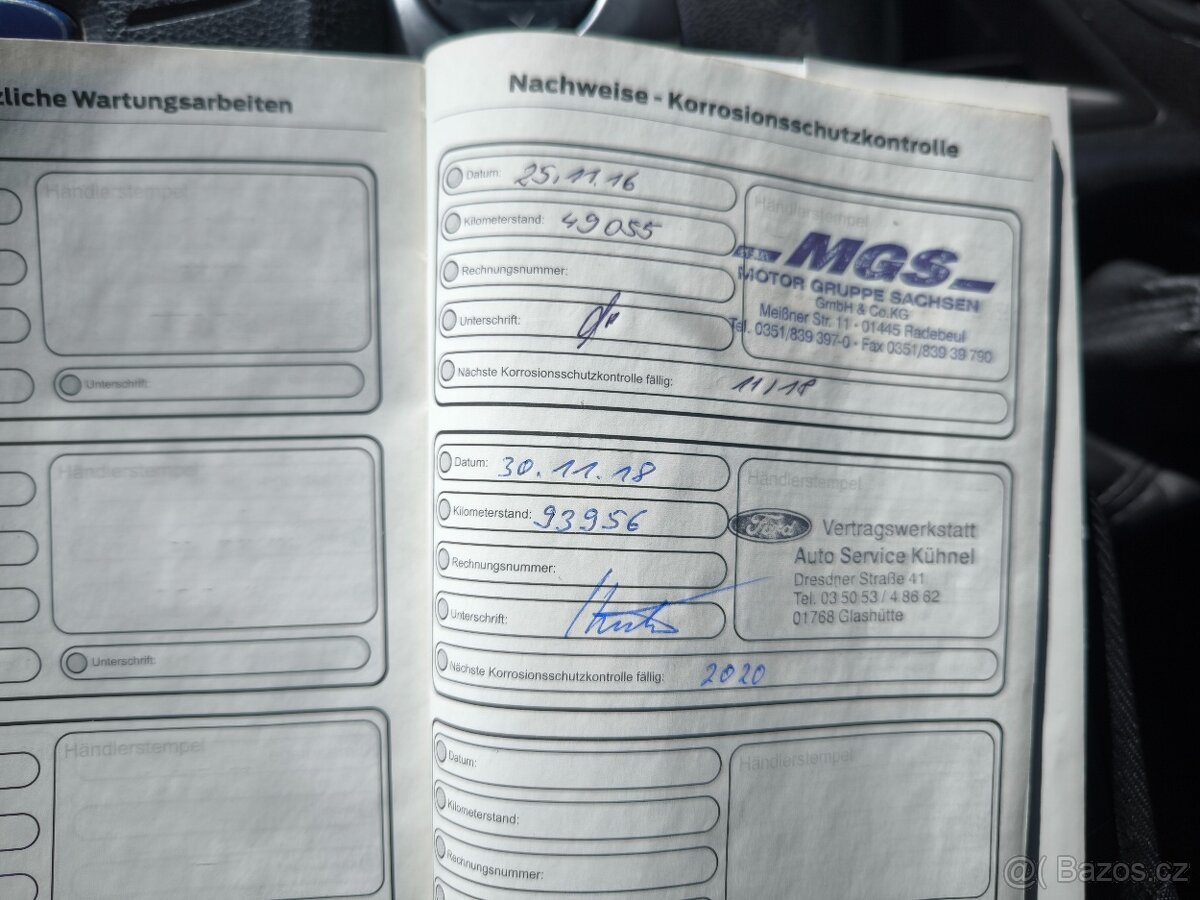 zliche Wartungsarbeiten
Händlerstempel
Unterschrift:
Händlerstempel
Unterschrift:
Händlerstempel
Nachweise - Korrosionsschutzkontrolle
Datum: 25.11.16
Kilometerstand: 49055
Rechnungsnummer:
Unterschrift:
Händlerstempel
MGS
MOTOR GRUPPE SACHSEN
GmbH & Co.KG
Meißner Str. 11 - 01445 Radebeul
Tel. 0351/839 397-0 - Fax 0351/839 39 790
Nächste Korrosionsschutzkontrolle fällig: 11/18
Datum: 30.11.18
Kilometerstand: 93956
Rechnungsnummer:
Unterschrift:
Händlerstempel
Ford Vertragswerkstatt
Auto Service Kühnel
Dresdner Straße 41
Tel. 03 50 53 / 4 86 62
01768 Glashütte
Nächste Korrosionsschutzkontrolle fällig: 2020
Datum:
Kilometerstand:
Rechnungsnummer:
Händlerstempel
@( Bazos.cz